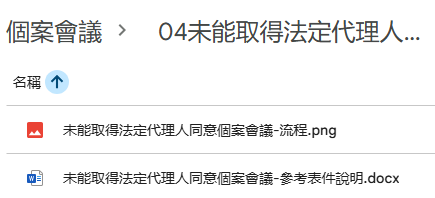 個案會議 > 04未能取得法定代理人...
名稱 ↑
未能取得法定代理人同意個案會議-流程.png
未能取得法定代理人同意個案會議-參考表件說明.docx